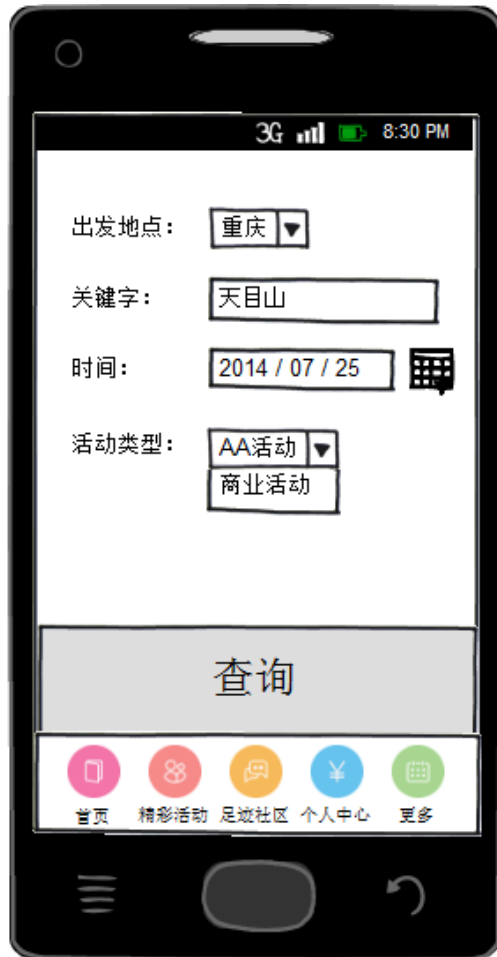 3G 8:30 PM
出发地点： 重庆
关键字： 天目山
时间： 2014 / 07 / 25
活动类型： AA活动
商业活动
查询
首页 精彩活动 足迹社区 个人中心 更多